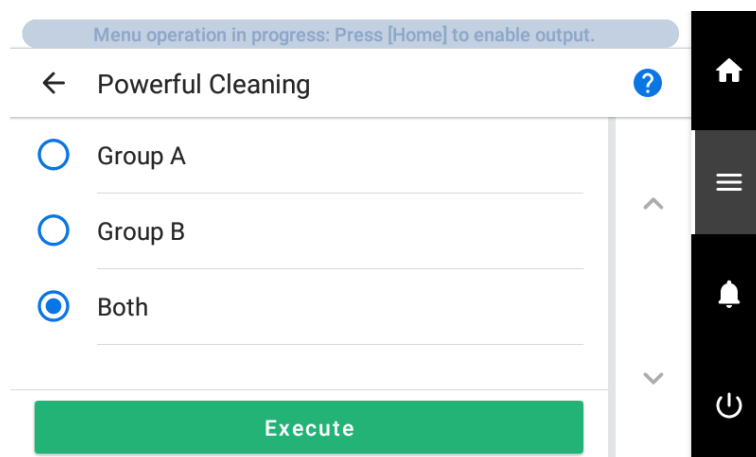 Menu operation in progress: Press [Home] to enable output.
Powerful Cleaning
?
Group A
Group B
Both
Execute